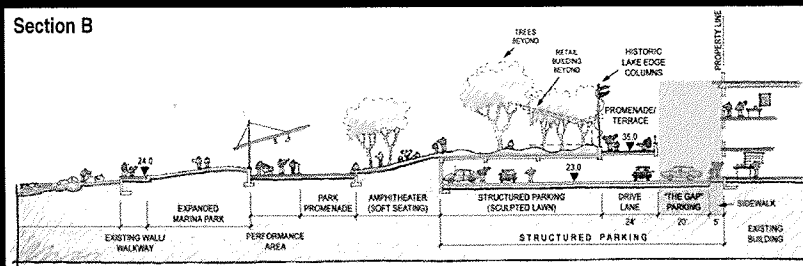 Section B
TREES
BEYOND
RETAIL
BUILDING
BEYOND
HISTORIC
LAKE EDGE
COLUMNS
PROPERTY LINE
PROMENADE/
TERRACE
24.0
35.0
23.0
EXPANDED
MARINA PARK
PARK
PROMENADE
AMPHITHEATER
(SOFT SEATING)
STRUCTURED PARKING
(SCULPTED LAWN)
DRIVE
LANE
"THE GAP"
PARKING
SIDEWALK
24'
20'
5'
EXISTING WALL/
WALKWAY
PERFORMANCE
AREA
STRUCTURED PARKING
EXISTING
BUILDING